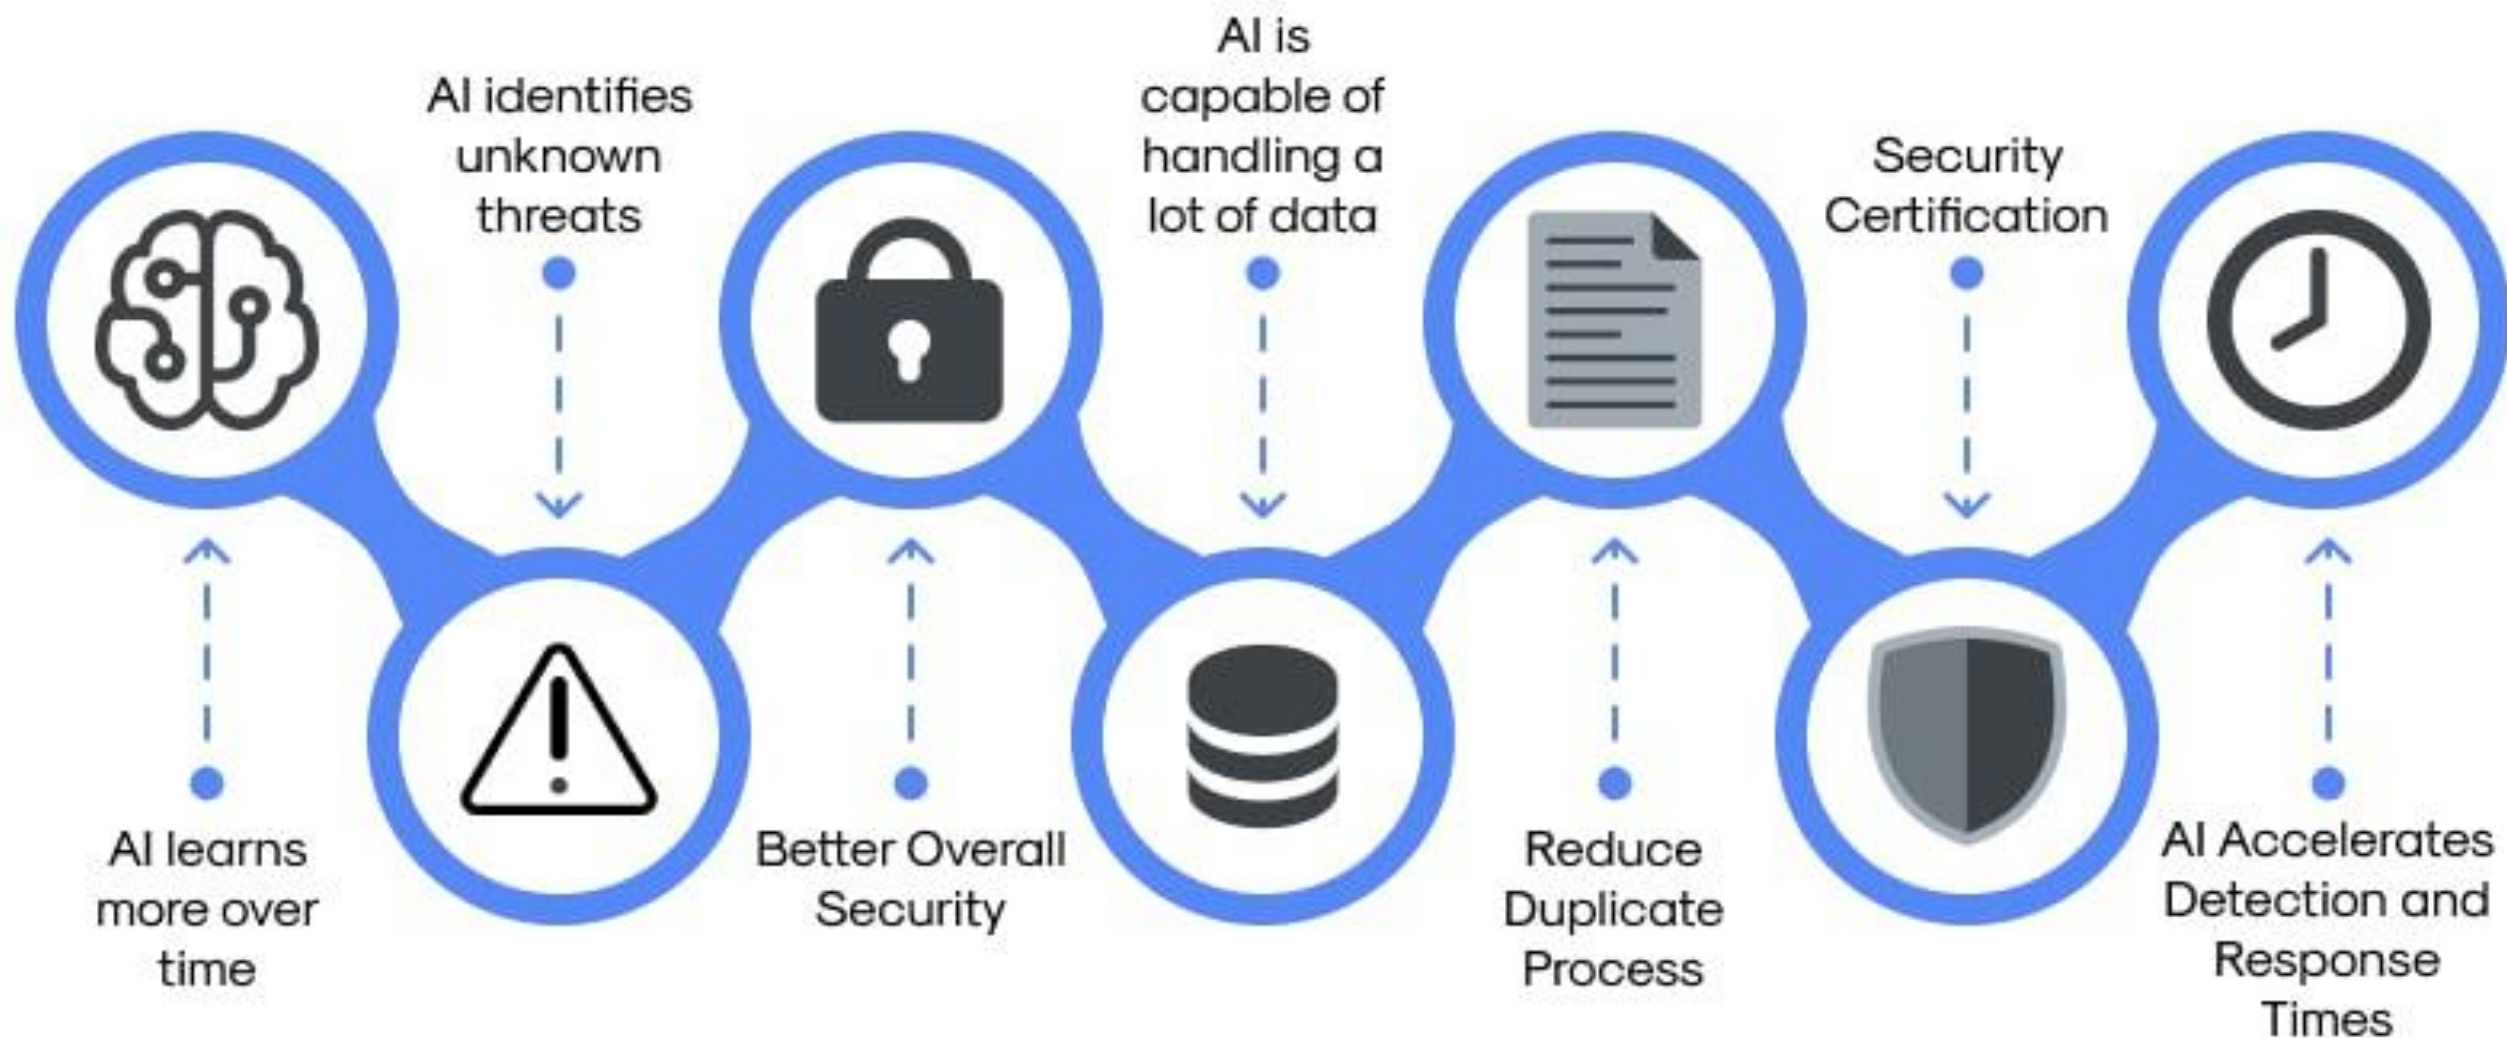 AI learns
more over
time
AI identifies
unknown
threats
Better Overall
Security
AI is
capable of
handling a
lot of data
Reduce
Duplicate
Process
Security
Certification
AI Accelerates
Detection and
Response
Times